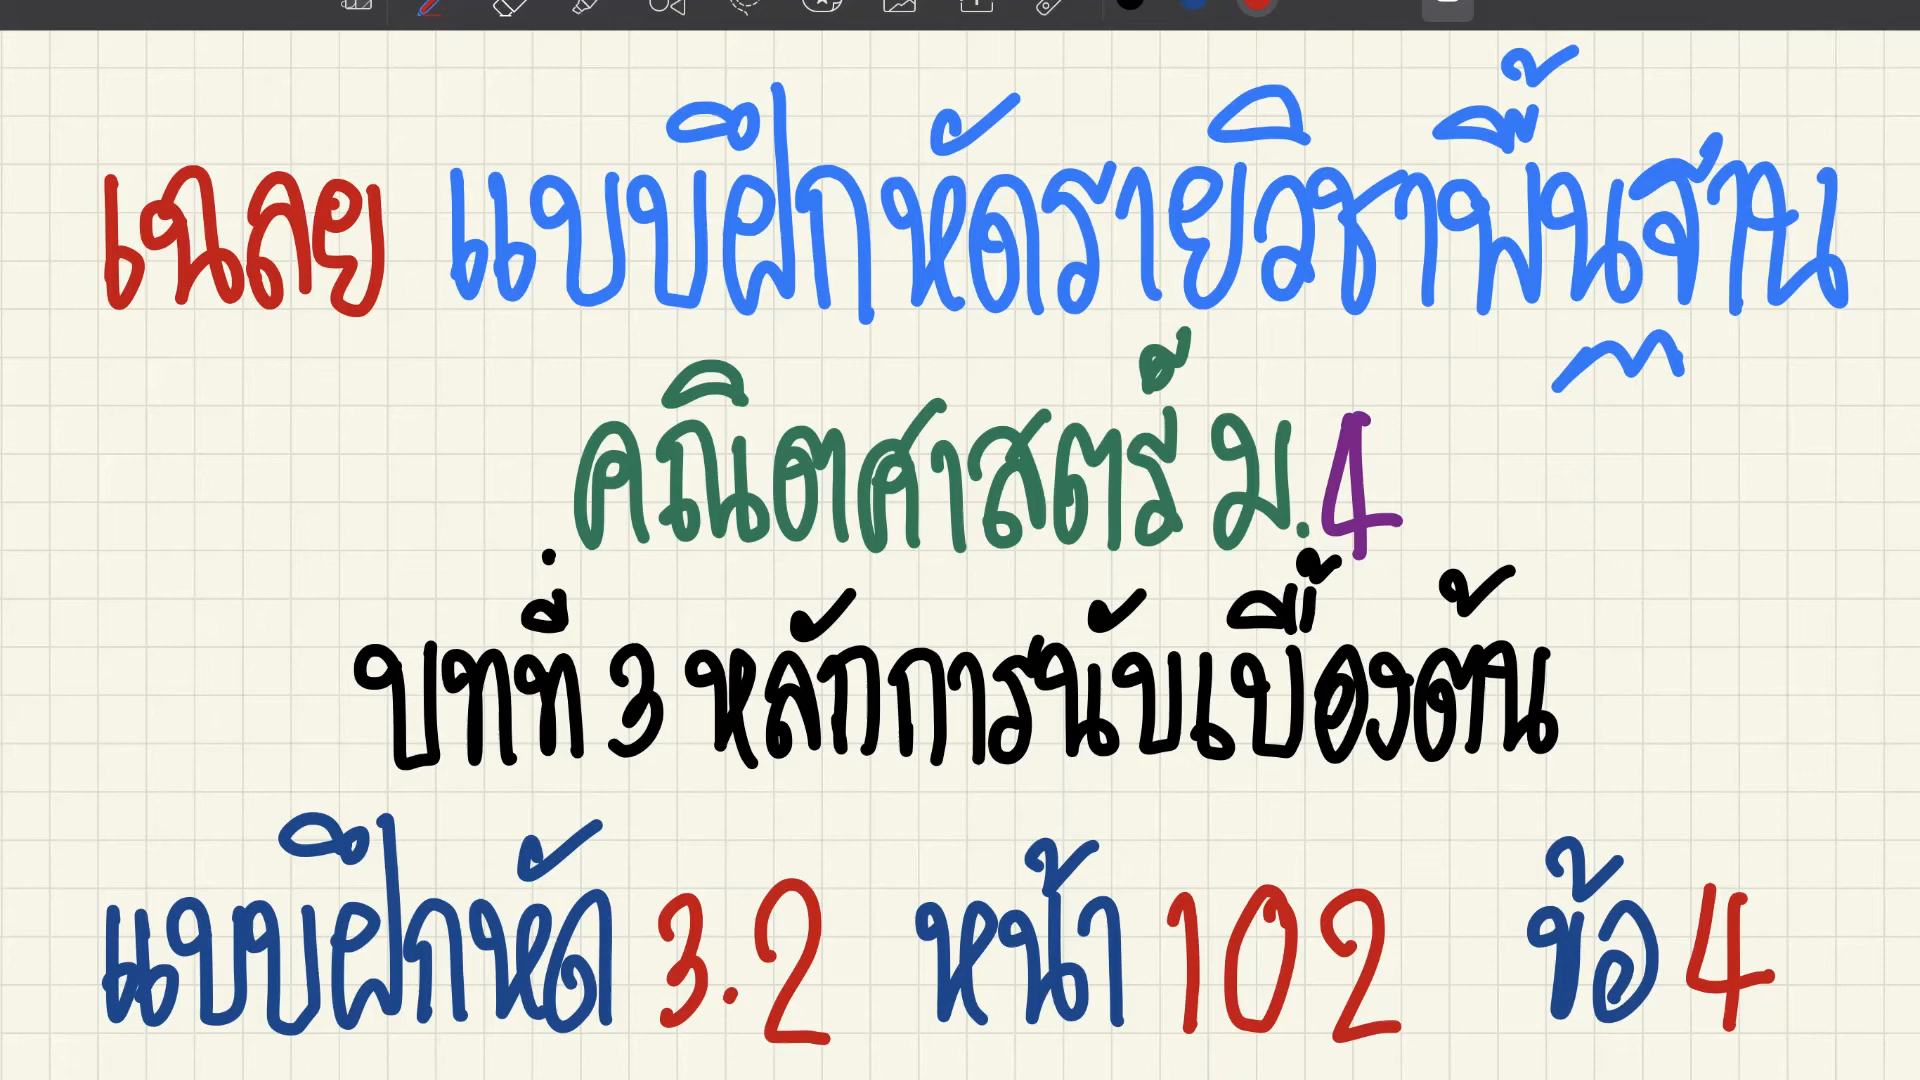 เฉลย แบบฝึกหัดรายวิชาพื้นฐาน
คณิตศาสตร์ ม.4
บทที่ 3 หลักการนับเบื้องต้น
แบบฝึกหัด 3.2 หน้า 102 ข้อ 4